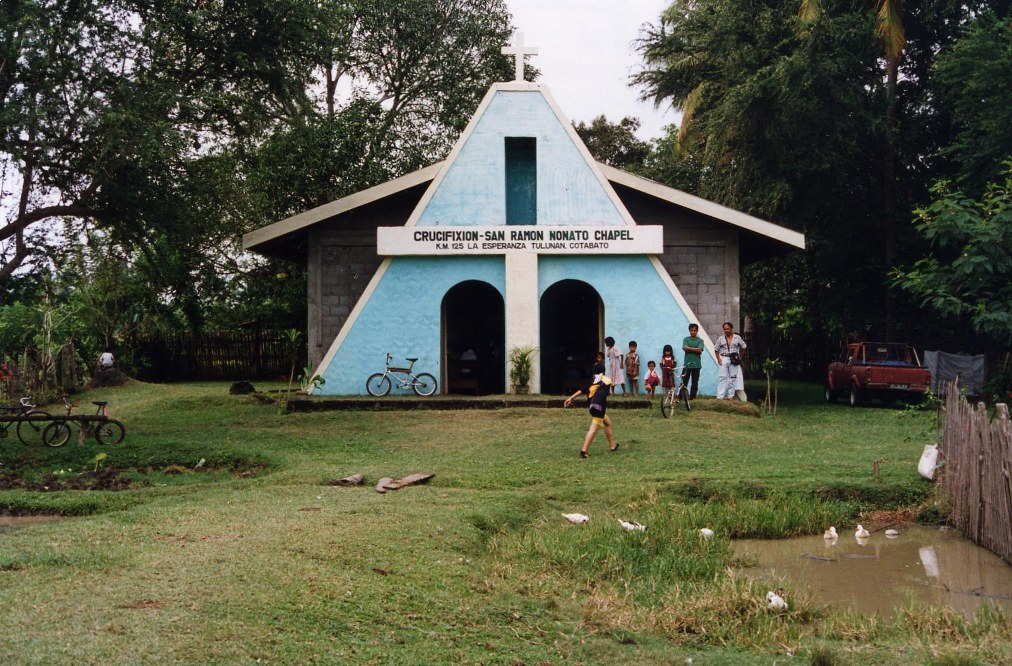 CRUCIFIXION-SAN RAMON NONATO CHAPEL
K.M. 125 LA ESPERANZA TULUNAN. COTABATO